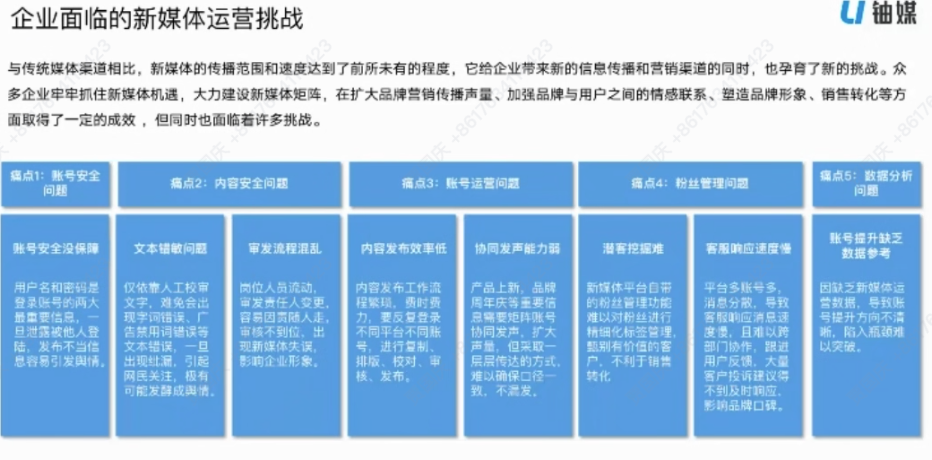 企业面临的新媒体运营挑战
铀媒
与传统媒体渠道相比，新媒体的传播范围和速度达到了前所未有的程度，它给企业带来新的信息传播和营销渠道的同时，也孕育了新的挑战。众
多企业牢牢抓住新媒体机遇，大力建设新媒体矩阵，在扩大品牌营销传播声量、加强品牌与用户之间的情感联系、塑造品牌形象、销售转化等方
面取得了一定的成效 ，但同时也面临着许多挑战。
痛点1：账号安全
问题
痛点2：内容安全问题
痛点3：账号运营问题
痛点4：粉丝管理问题
痛点5：数据分析
问题
账号安全没保障
用户名和密码是
登录账号的两大
最重要信息，一
旦泄露被他人登
陆，发布不当信
息容易引发舆情。
文本错敏问题
仅依靠人工校审
文字，难免会出
现字词错误、广
告禁用词错误等
文本错误，一旦
出现纰漏，引起
网民关注，极有
可能发酵成舆情。
审发流程混乱
岗位人员流动，
审发责任人变更，
容易因责随人走，
审核不到位、出
现新媒体失误，
影响企业形象。
内容发布效率低
内容发布工作流
程繁琐，费时费
力，要反复登录
不同平台不同账
号，进行复制、
排版、校对、审
核、发布。
协同发声能力弱
产品上新，品牌
周年庆等重要信
息需要矩阵账号
协同发声，扩大
声量，但采取一
层层传达的方式，
难以确保口径一
致，不漏发。
潜客挖掘难
新媒体平台自带
的粉丝管理功能
难以对粉丝进行
精细化标签管理，
甄别有价值的客
户，不利于销售
转化
客服响应速度慢
平台多账号多，
消息分散，导致
客服响应消息速
度慢，且难以跨
部门协作，跟进
用户反馈，大量
客户投诉建议得
不到及时响应，
影响品牌口碑。
账号提升缺乏
数据参考
因缺乏新媒体运
营数据，导致账
号提升方向不清
晰，陷入瓶颈难
以突破。